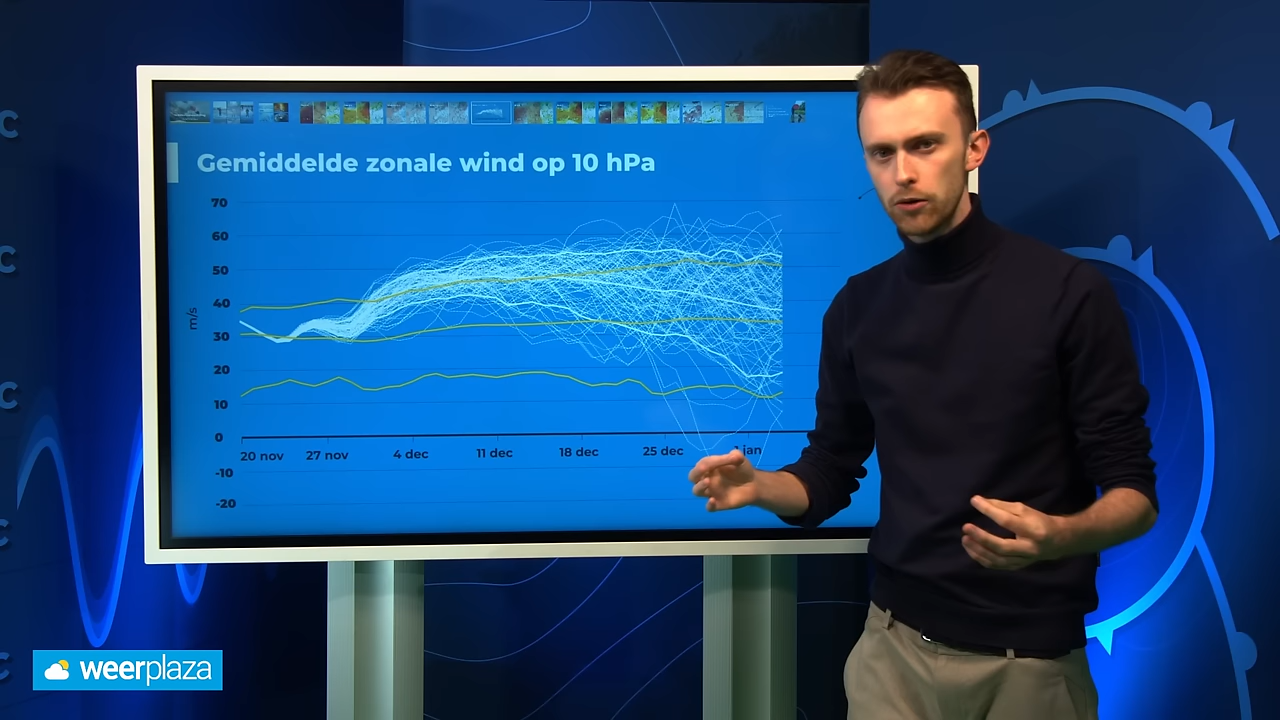 Gemiddelde zonale wind op 10 hPa
70
60
50
40
30
20
10
0
-10
-20
m/s
20 nov
27 nov
4 dec
11 dec
18 dec
25 dec
1 jan
C
C
C
C
C
weerplaza